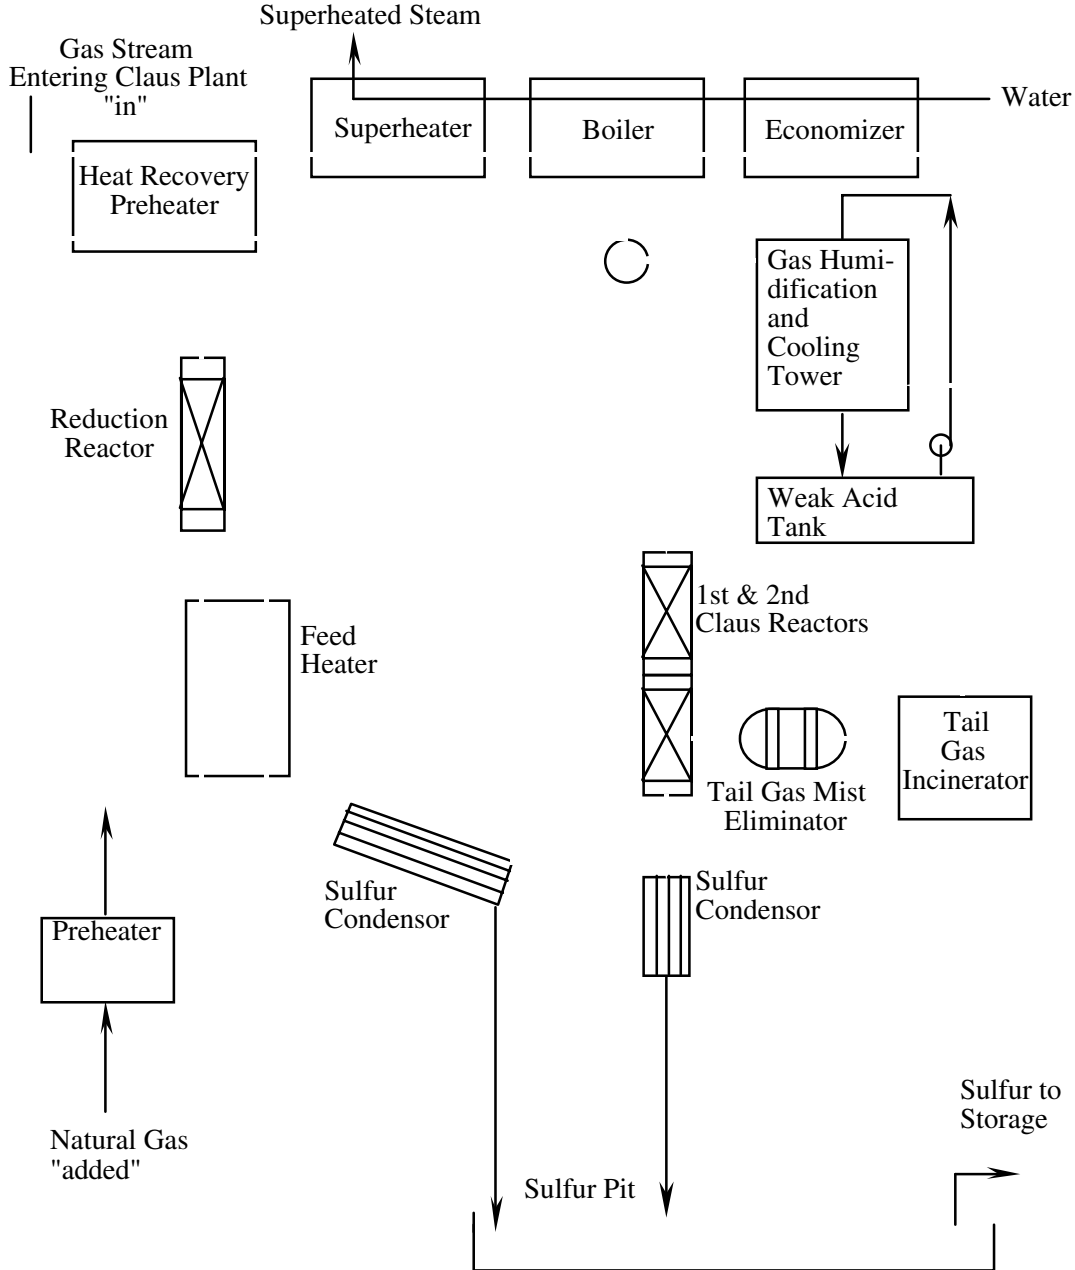 Superheated Steam
Gas Stream
Entering Claus Plant
"in"
Water
Superheater
Boiler
Economizer
Heat Recovery
Preheater
Gas Humi-
dification
and
Cooling
Tower
Reduction
Reactor
Weak Acid
Tank
1st & 2nd
Claus Reactors
Feed
Heater
Tail
Gas
Incinerator
Tail Gas Mist
Eliminator
Sulfur
Condensor
Sulfur
Condensor
Preheater
Sulfur to
Storage
Natural Gas
"added"
Sulfur Pit